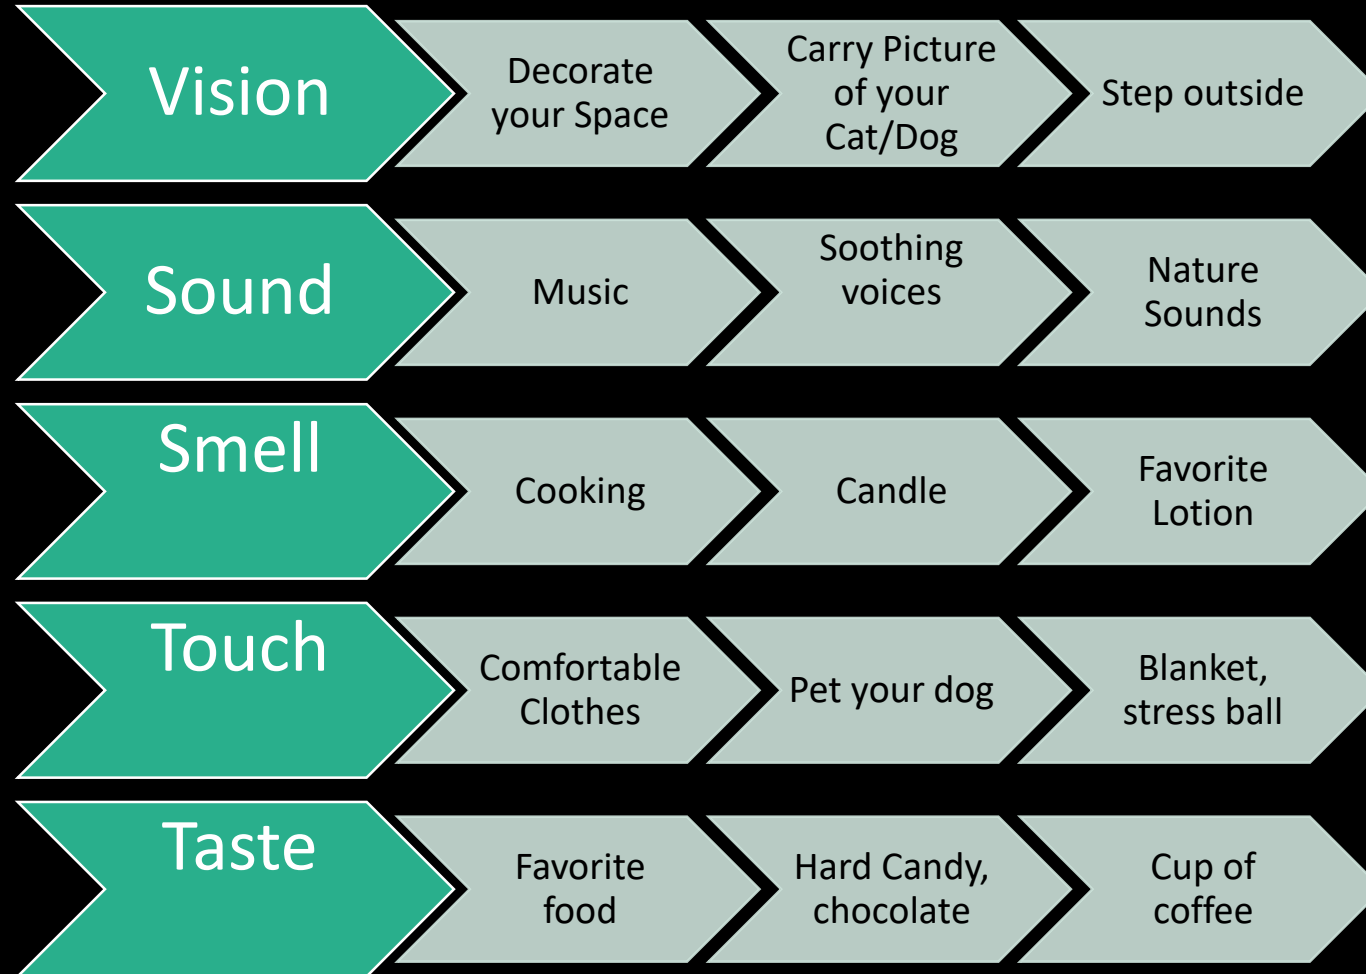 Vision
Decorate
your Space
Carry Picture
of your
Cat/Dog
Step outside
Sound
Music
Soothing
voices
Nature
Sounds
Smell
Cooking
Candle
Favorite
Lotion
Touch
Comfortable
Clothes
Pet your dog
Blanket,
stress ball
Taste
Favorite
food
Hard Candy,
chocolate
Cup of
coffee